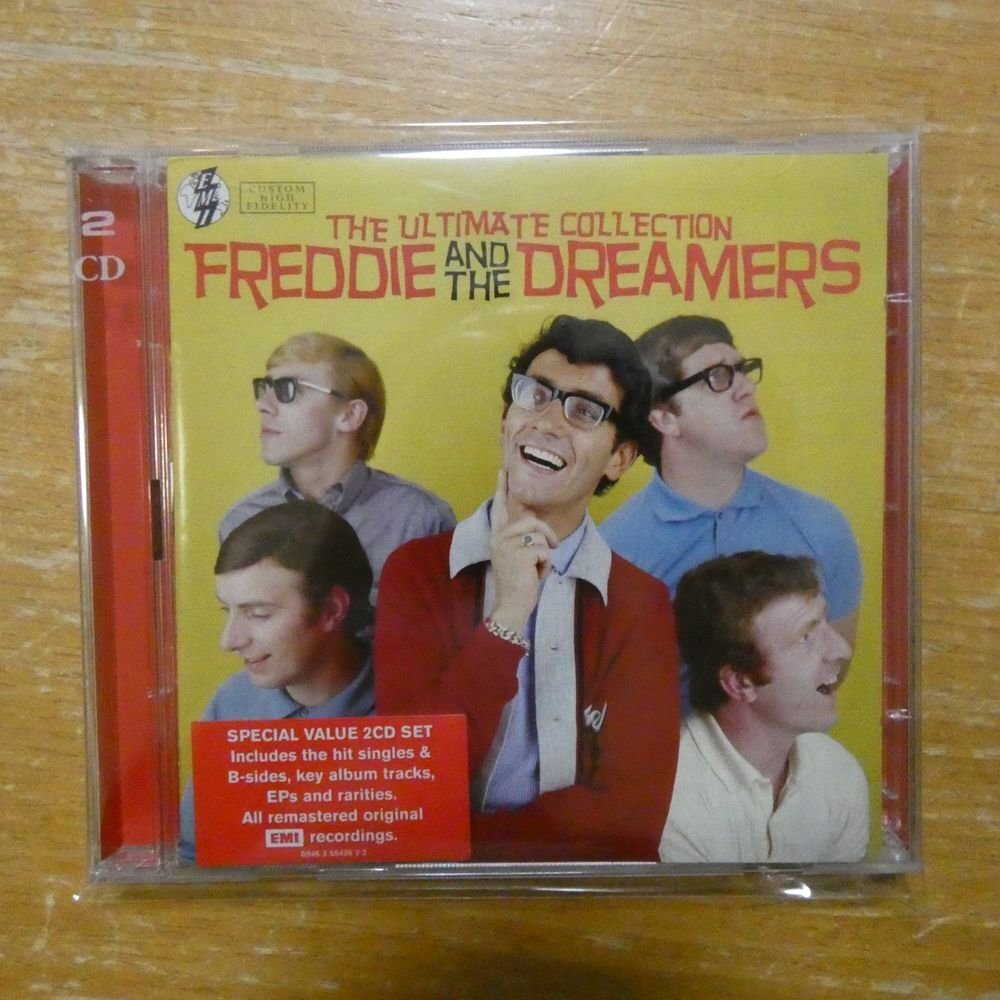 2
CD
EMI
CUSTOM
HIGH
FIDELITY
THE ULTIMATE COLLECTION
FREDDIE AND THE DREAMERS
SPECIAL VALUE 2CD SET
Includes the hit singles &
B-sides, key album tracks,
EPs and rarities.
All remastered original
EMI recordings.